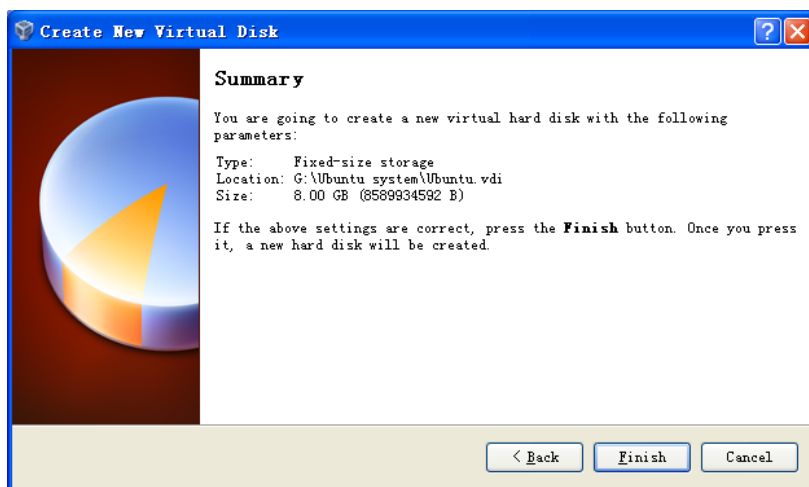 Create New Virtual Disk
Summary
You are going to create a new virtual hard disk with the following
parameters:
Type: Fixed-size storage
Location: G:\Ubuntu system\Ubuntu.vdi
Size: 8.00 GB (8589934592 B)
If the above settings are correct, press the Finish button. Once you press
it, a new hard disk will be created.
< Back Finish Cancel